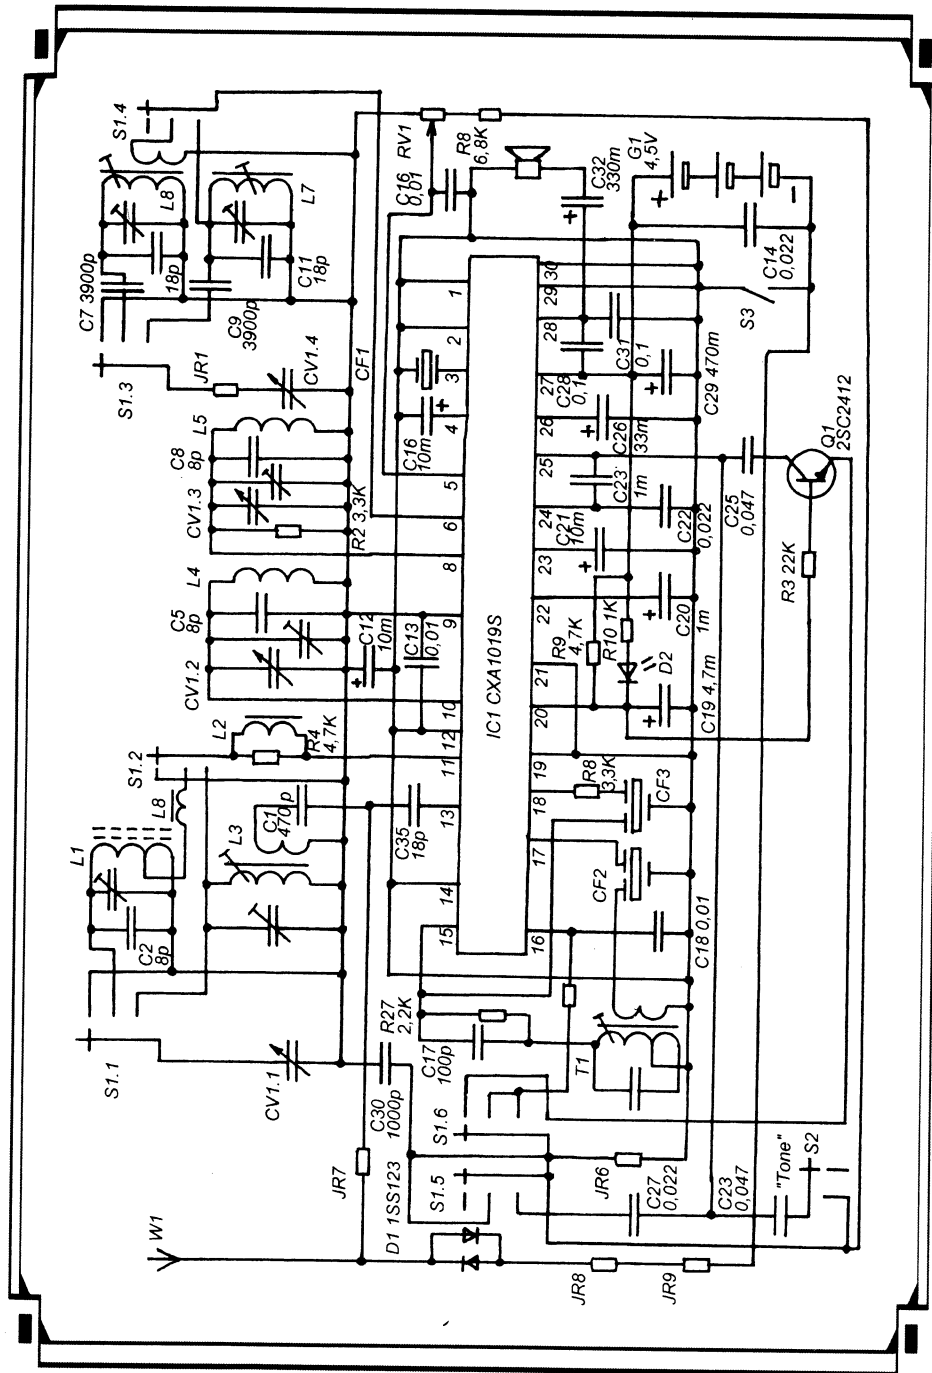 W1
S1.1
L1
S1.2
C2
8p
L8
L3
L2
C7 3900p
S1.3
S1.4
L8
18p
C9
3900p
C11
18p
L7
CV1.1
C1
470 p
R4
4,7K
CV1.2
C5
8p
L4
CV1.3
C8
8p
L5
R2 3,3K
JR1
CV1.4
CF1
JR7
C30
1000p
R27
2,2K
C35
18p
C12
10m
C13
0,01
C16
10m
C16
0,01
RV1
R8
6,8K
D1 1SS123
S1.5
S1.6
C17
100p
15
14
13
11
12
10
9
8
6
5
4
3
2
1
IC1 CXA1019S
16
17
18
19
20
21
22
23
24
25
26
27
28
29
30
JR8
JR6
T1
CF2
R8
3,3K
CF3
R9
4,7K
R10 1K
D2
C21
10m
C23
1m
C26
33m
C28
0,1
C31
0,1
C32
330m
G1
4,5V
+
-
JR9
C27
0,022
C18 0,01
C19 4,7m
C20
1m
C22
0,022
C29 470m
C23
0,047
C25
0,047
S3
C14
0,022
"Tone"
S2
R3 22K
Q1
2SC2412